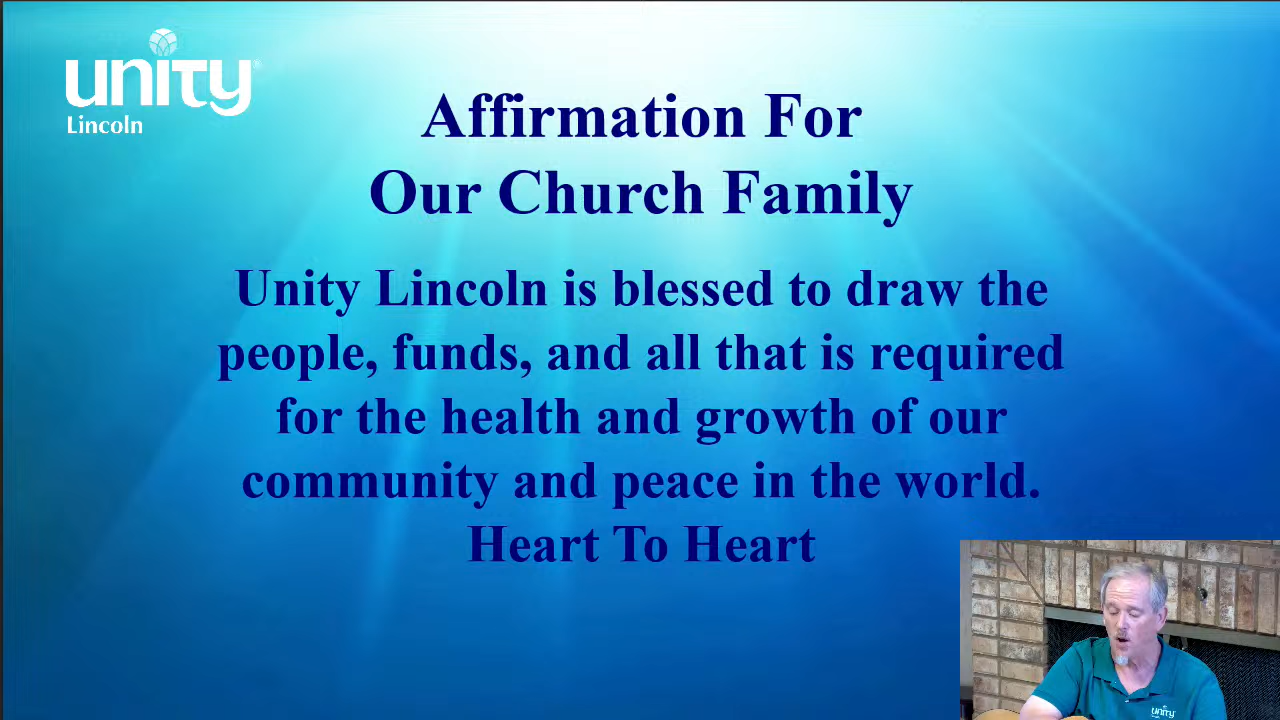 unity®
Lincoln
Affirmation For
Our Church Family
Unity Lincoln is blessed to draw the
people, funds, and all that is required
for the health and growth of our
community and peace in the world.
Heart To Heart
unity